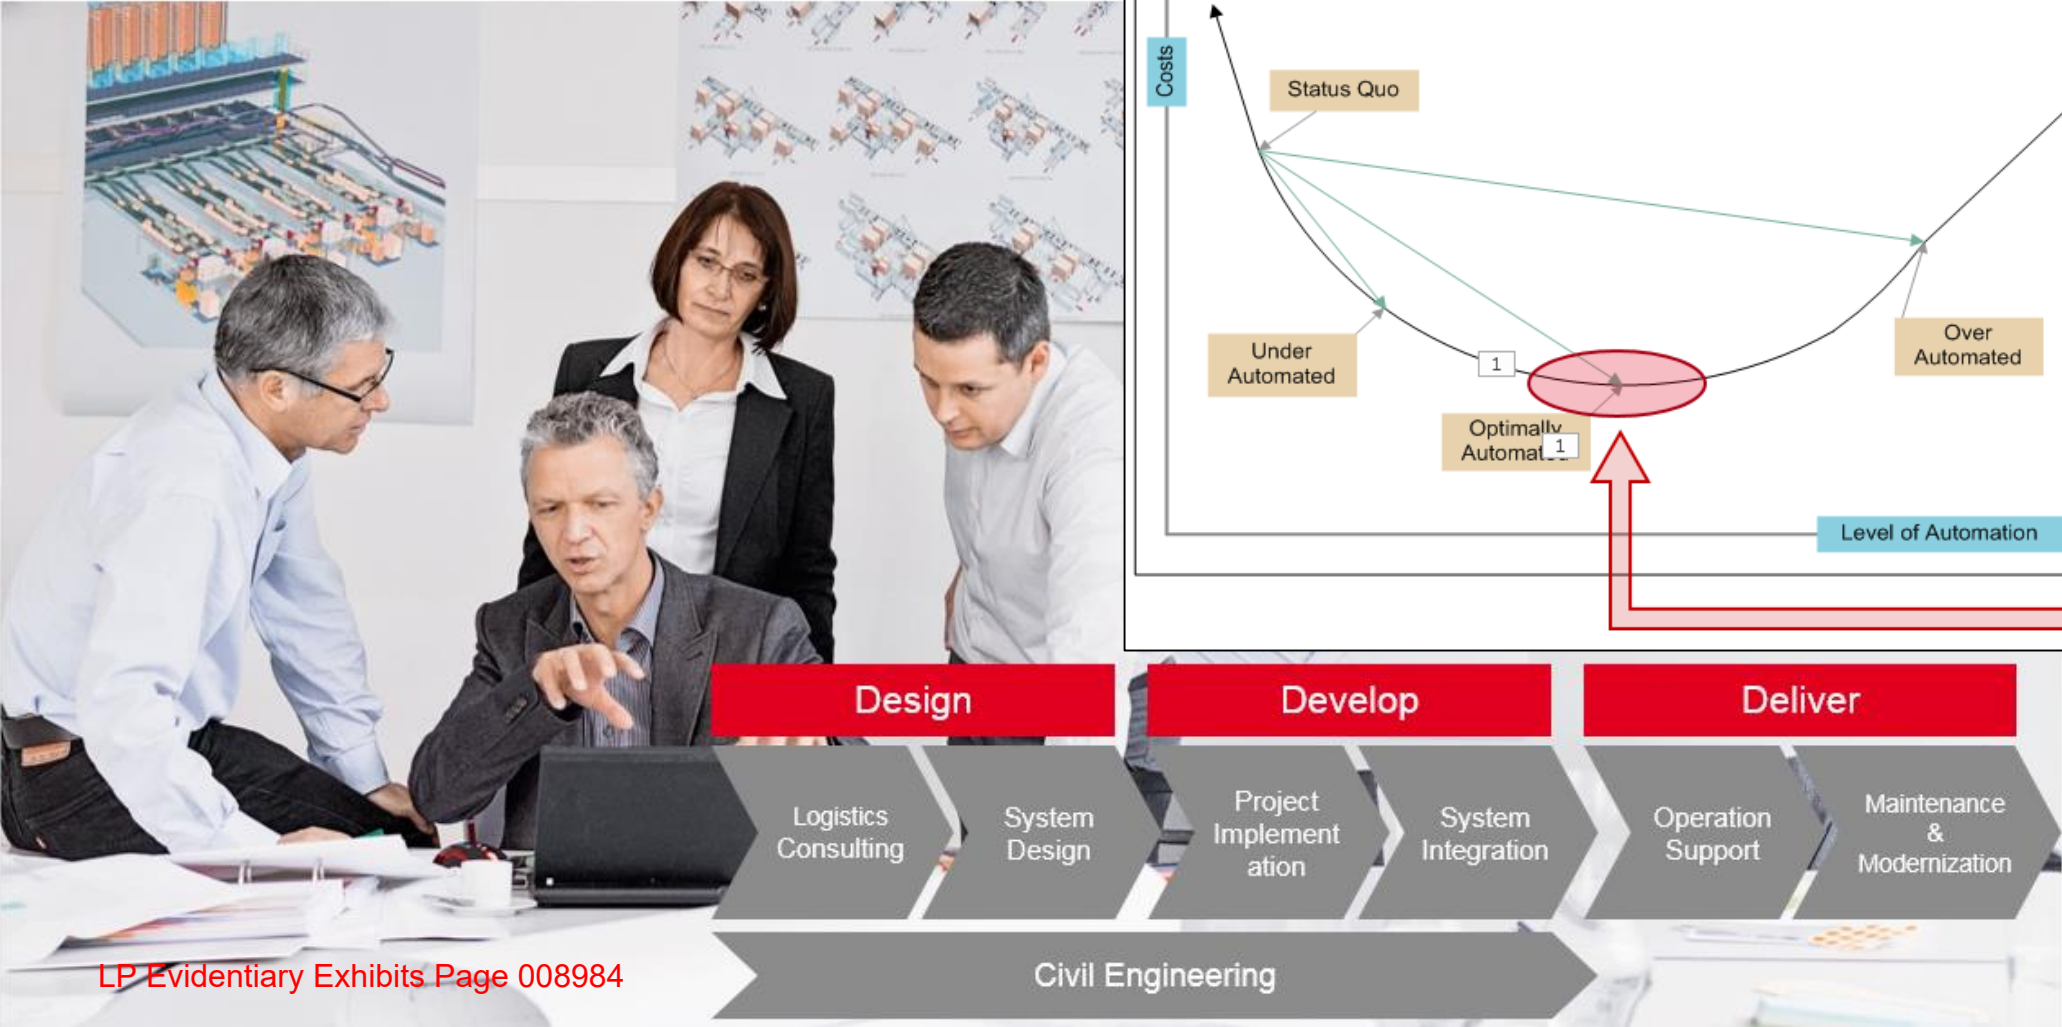 Costs
Status Quo
Under
Automated
1
Optimally
1
Over
Automated
Level of Automation
Design
Develop
Deliver
Logistics
Consulting
System
Design
Project
Implement
ation
System
Integration
Operation
Support
Maintenance
&
Modernization
Civil Engineering
LP Evidentiary Exhibits Page 008984